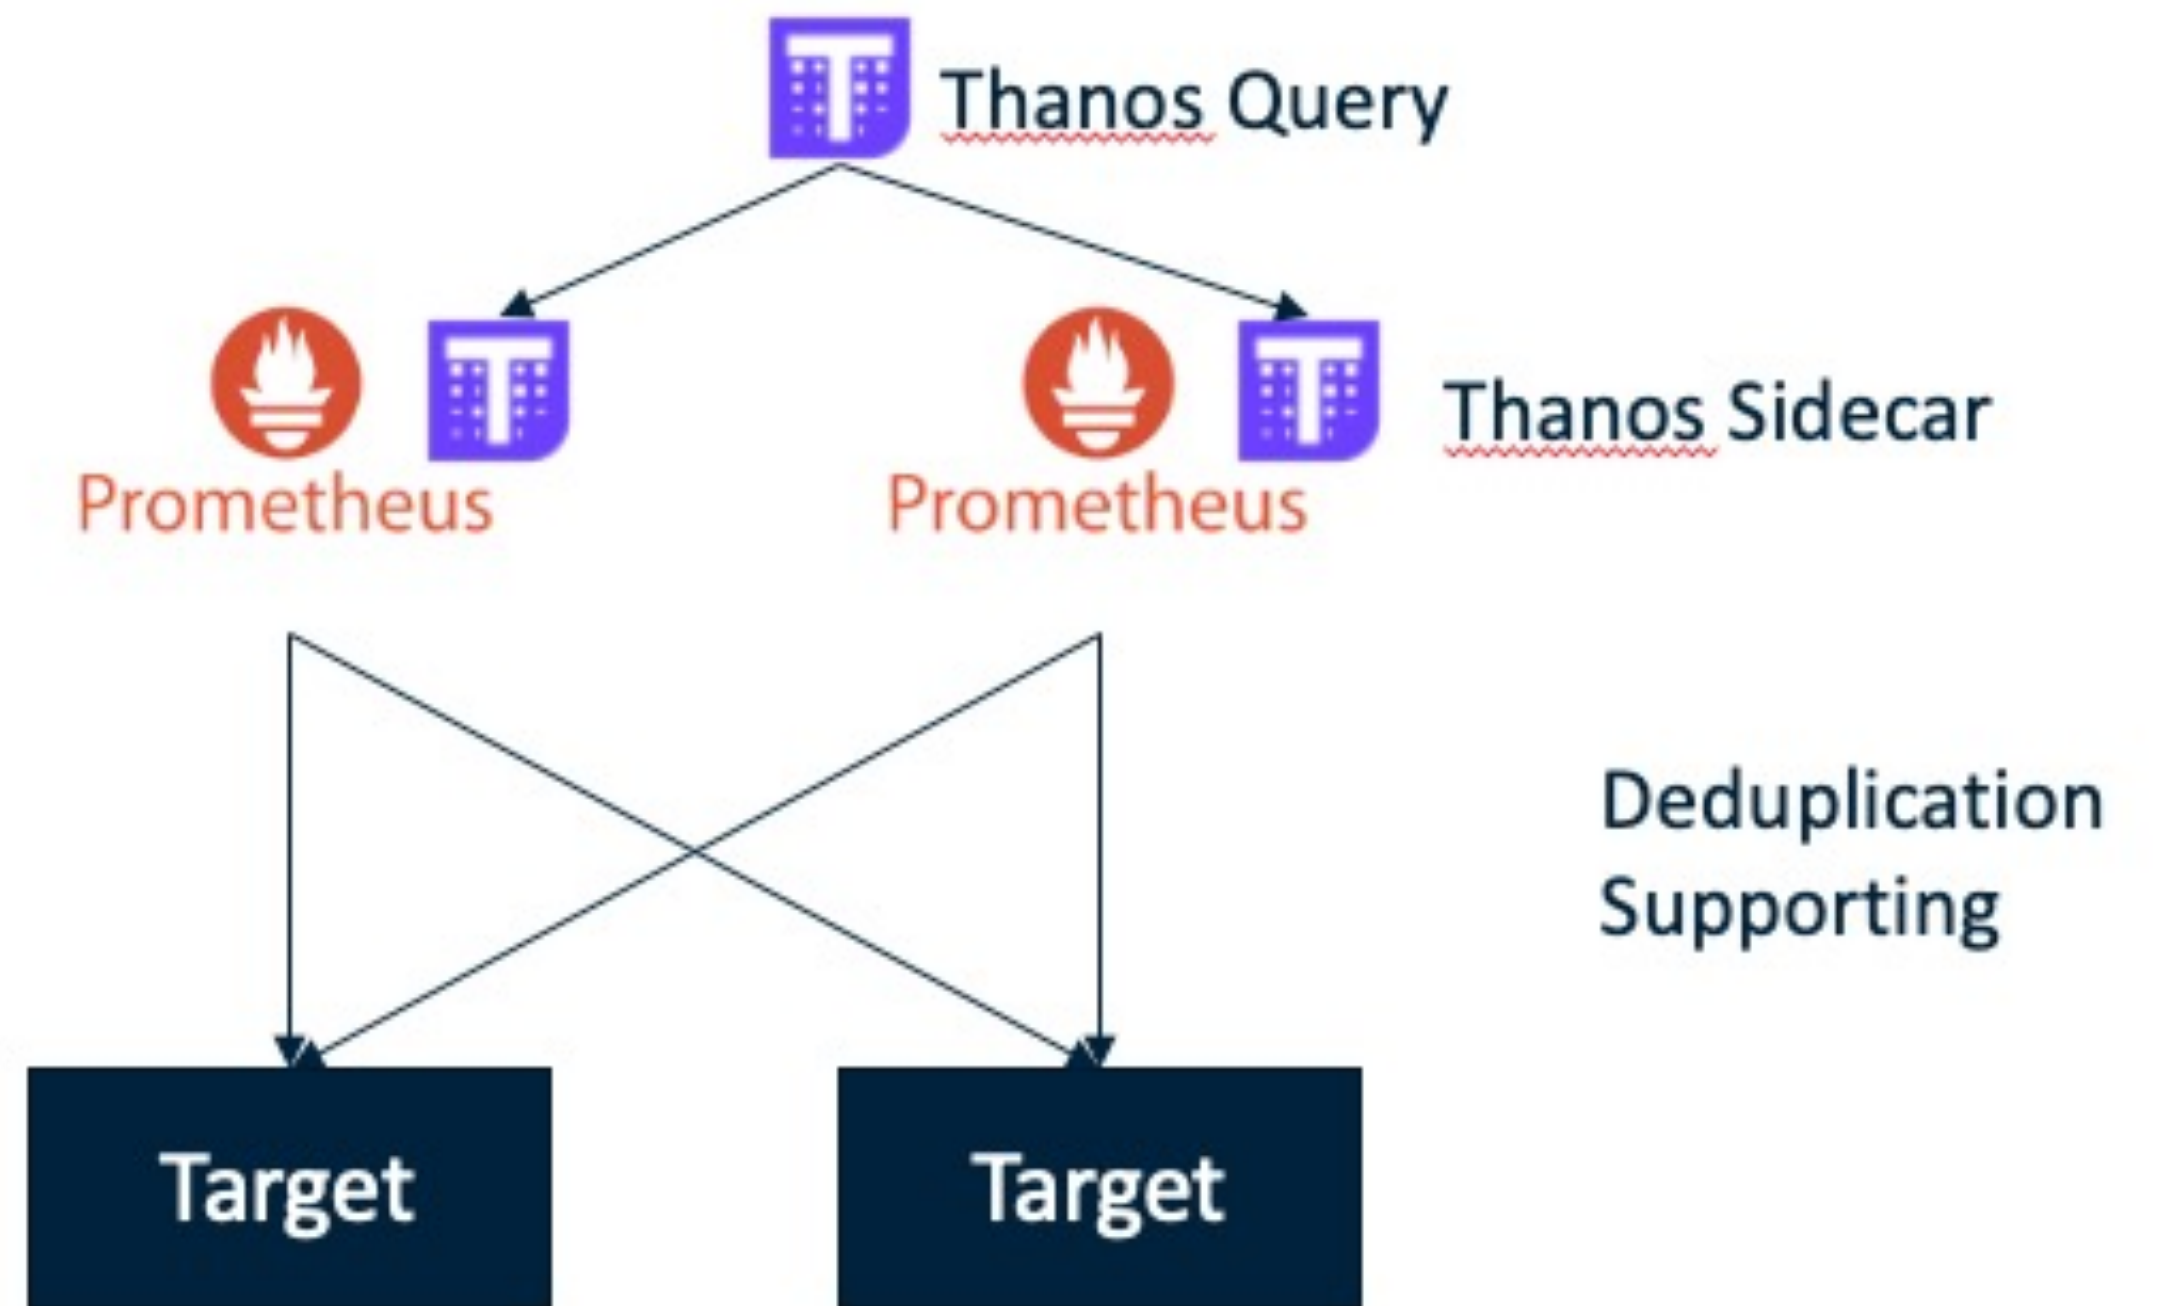 Thanos Query
Thanos Sidecar
Prometheus
Prometheus
Deduplication
Supporting
Target
Target